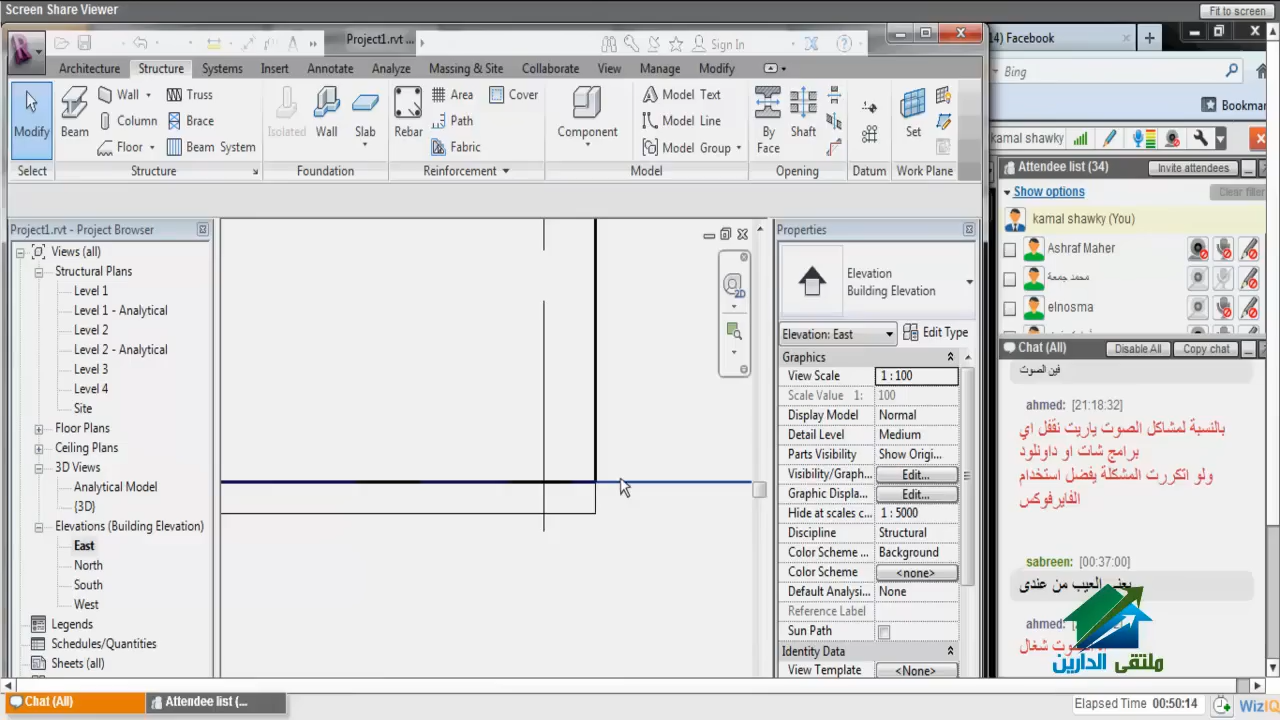 Screen Share Viewer
Fit to screen
Project1.rvt ...
Sign In
14) Facebook
Architecture Structure Systems Insert Annotate Analyze Massing & Site Collaborate View Manage Modify
Bing
Modify
Beam
Wall
Column
Floor
Truss
Brace
Beam System
Isolated
Wall
Slab
Rebar
Area
Path
Fabric
Cover
Component
Model Text
Model Line
Model Group
By Face
Shaft
Set
Select
Structure
Foundation
Reinforcement
Model
Opening
Datum
Work Plane
Bookmar
kamal shawky
Attendee list (34)
Invite attendees
Show options
Clear filter
kamal shawky (You)
Ashraf Maher
محمد جمعة
elnosma
Project1.rvt - Project Browser
Views (all)
Structural Plans
Level 1
Level 1 - Analytical
Level 2
Level 2 - Analytical
Level 3
Level 4
Site
Floor Plans
Ceiling Plans
3D Views
Analytical Model
{3D}
Elevations (Building Elevation)
East
North
South
West
Legends
Schedules/Quantities
Sheets (all)
2D
Properties
Elevation
Building Elevation
Elevation: East
Edit Type
Graphics
View Scale 1 : 100
Scale Value 1: 100
Display Model Normal
Detail Level Medium
Parts Visibility Show Origi...
Visibility/Graph... Edit...
Graphic Displa... Edit...
Hide at scales c... 1 : 5000
Discipline Structural
Color Scheme ... Background
Color Scheme <none>
Default Analysi... None
Reference Label
Sun Path
Identity Data
View Template <None>
Chat (All)
Disable All
Copy chat
فين الصوت
ahmed: [21:18:32]
بالنسبة لمشاكل الصوت ياريت نقفل اي
برامج شات او داونلود
ولو اتكررت المشكلة يفضل استخدام
الفايرفوكس
sabreen: [00:37:00]
يعنى العيب من عندى
ahmed:
شغال
ملتقى الدارين
Chat (All)
Attendee list (...
Elapsed Time 00:50:14
WizIQ